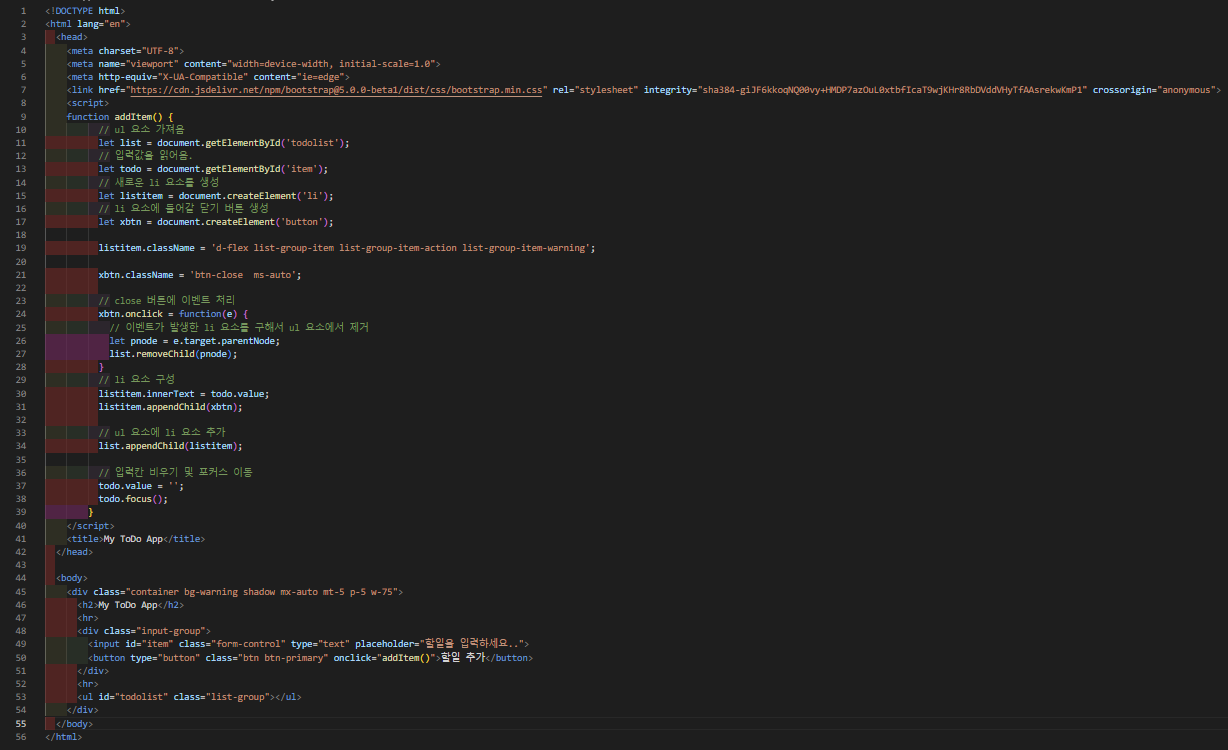 1 <!DOCTYPE html>
2 <html lang="en">
3 <head>
4 <meta charset="UTF-8">
5 <meta name="viewport" content="width=device-width, initial-scale=1.0">
6 <meta http-equiv="X-UA-Compatible" content="ie=edge">
7 <link href="https://cdn.jsdelivr.net/npm/bootstrap@5.0.0-beta1/dist/css/bootstrap.min.css" rel="stylesheet" integrity="sha384-giJF6kkoqNQ00vy+HMDP7azOuL0xtbfIcaT9wjKHr8RbDVddVHyTfAAsrekwKmP1" crossorigin="anonymous">
8 <script>
9 function addItem() {
10 // ul 요소 가져옴
11 let list = document.getElementById('todolist');
12 // 입력값을 읽어옴.
13 let todo = document.getElementById('item');
14 // 새로운 li 요소를 생성
15 let listitem = document.createElement('li');
16 // li 요소에 들어갈 닫기 버튼 생성
17 let xbtn = document.createElement('button');
18
19 listitem.className = 'd-flex list-group-item list-group-item-action list-group-item-warning';
20
21 xbtn.className = 'btn-close  ms-auto';
22
23 // close 버튼에 이벤트 처리
24 xbtn.onclick = function(e) {
25 // 이벤트가 발생한 li 요소를 구해서 ul 요소에서 제거
26 let pnode = e.target.parentNode;
27 list.removeChild(pnode);
28 }
29 // li 요소 구성
30 listitem.innerText = todo.value;
31 listitem.appendChild(xbtn);
32
33 // ul 요소에 li 요소 추가
34 list.appendChild(listitem);
35
36 // 입력칸 비우기 및 포커스 이동
37 todo.value = '';
38 todo.focus();
39 }
40 </script>
41 <title>My ToDo App</title>
42 </head>
43
44 <body>
45 <div class="container bg-warning shadow mx-auto mt-5 p-5 w-75">
46 <h2>My ToDo App</h2>
47 <hr>
48 <div class="input-group">
49 <input id="item" class="form-control" type="text" placeholder="할일을 입력하세요..">
50 <button type="button" class="btn btn-primary" onclick="addItem()">할일 추가</button>
51 </div>
52 <hr>
53 <ul id="todolist" class="list-group"></ul>
54 </div>
55 </body>
56 </html>